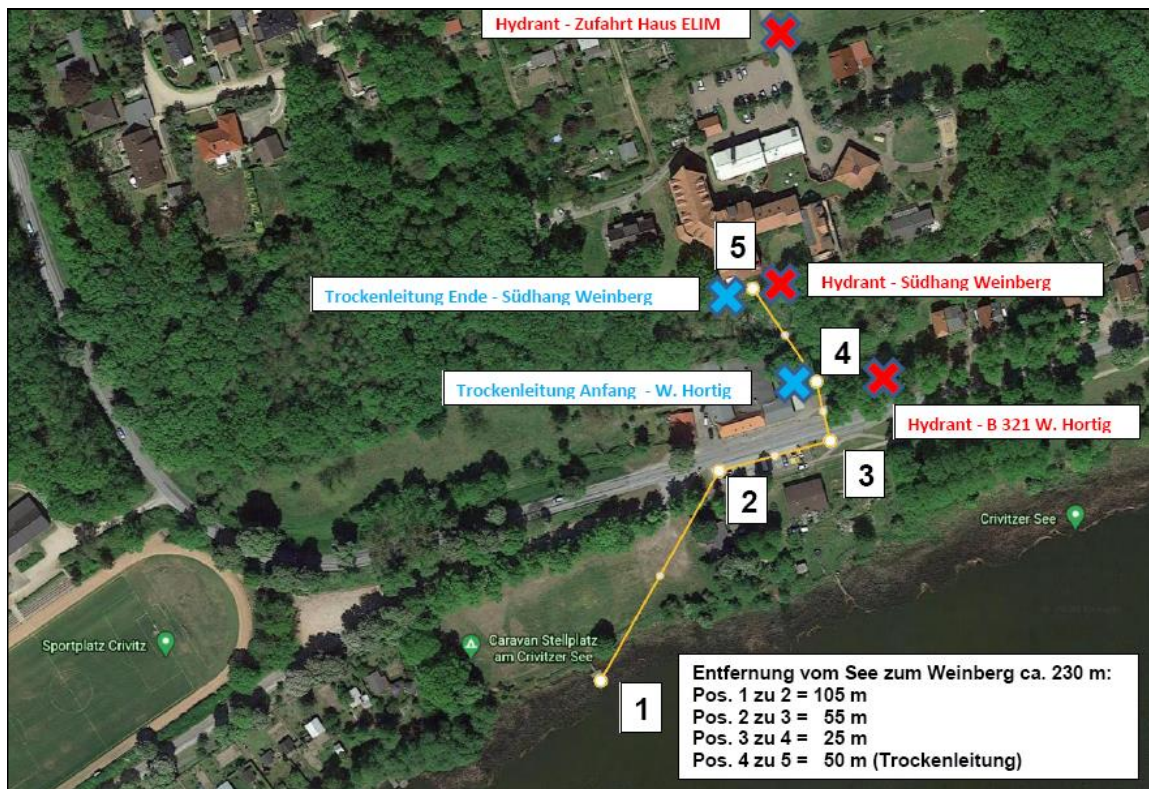 Hydrant - Zufahrt Haus ELIM
5
Trockenleitung Ende - Südhang Weinberg
Hydrant - Südhang Weinberg
4
Trockenleitung Anfang  - W. Hortig
Hydrant - B 321 W. Hortig
3
2
Crivitzer See
Sportplatz Crivitz
Caravan Stellplatz
am Crivitzer See
1
Entfernung vom See zum Weinberg ca. 230 m:
Pos. 1 zu 2 = 105 m
Pos. 2 zu 3 =   55 m
Pos. 3 zu 4 =   25 m
Pos. 4 zu 5 =   50 m (Trockenleitung)